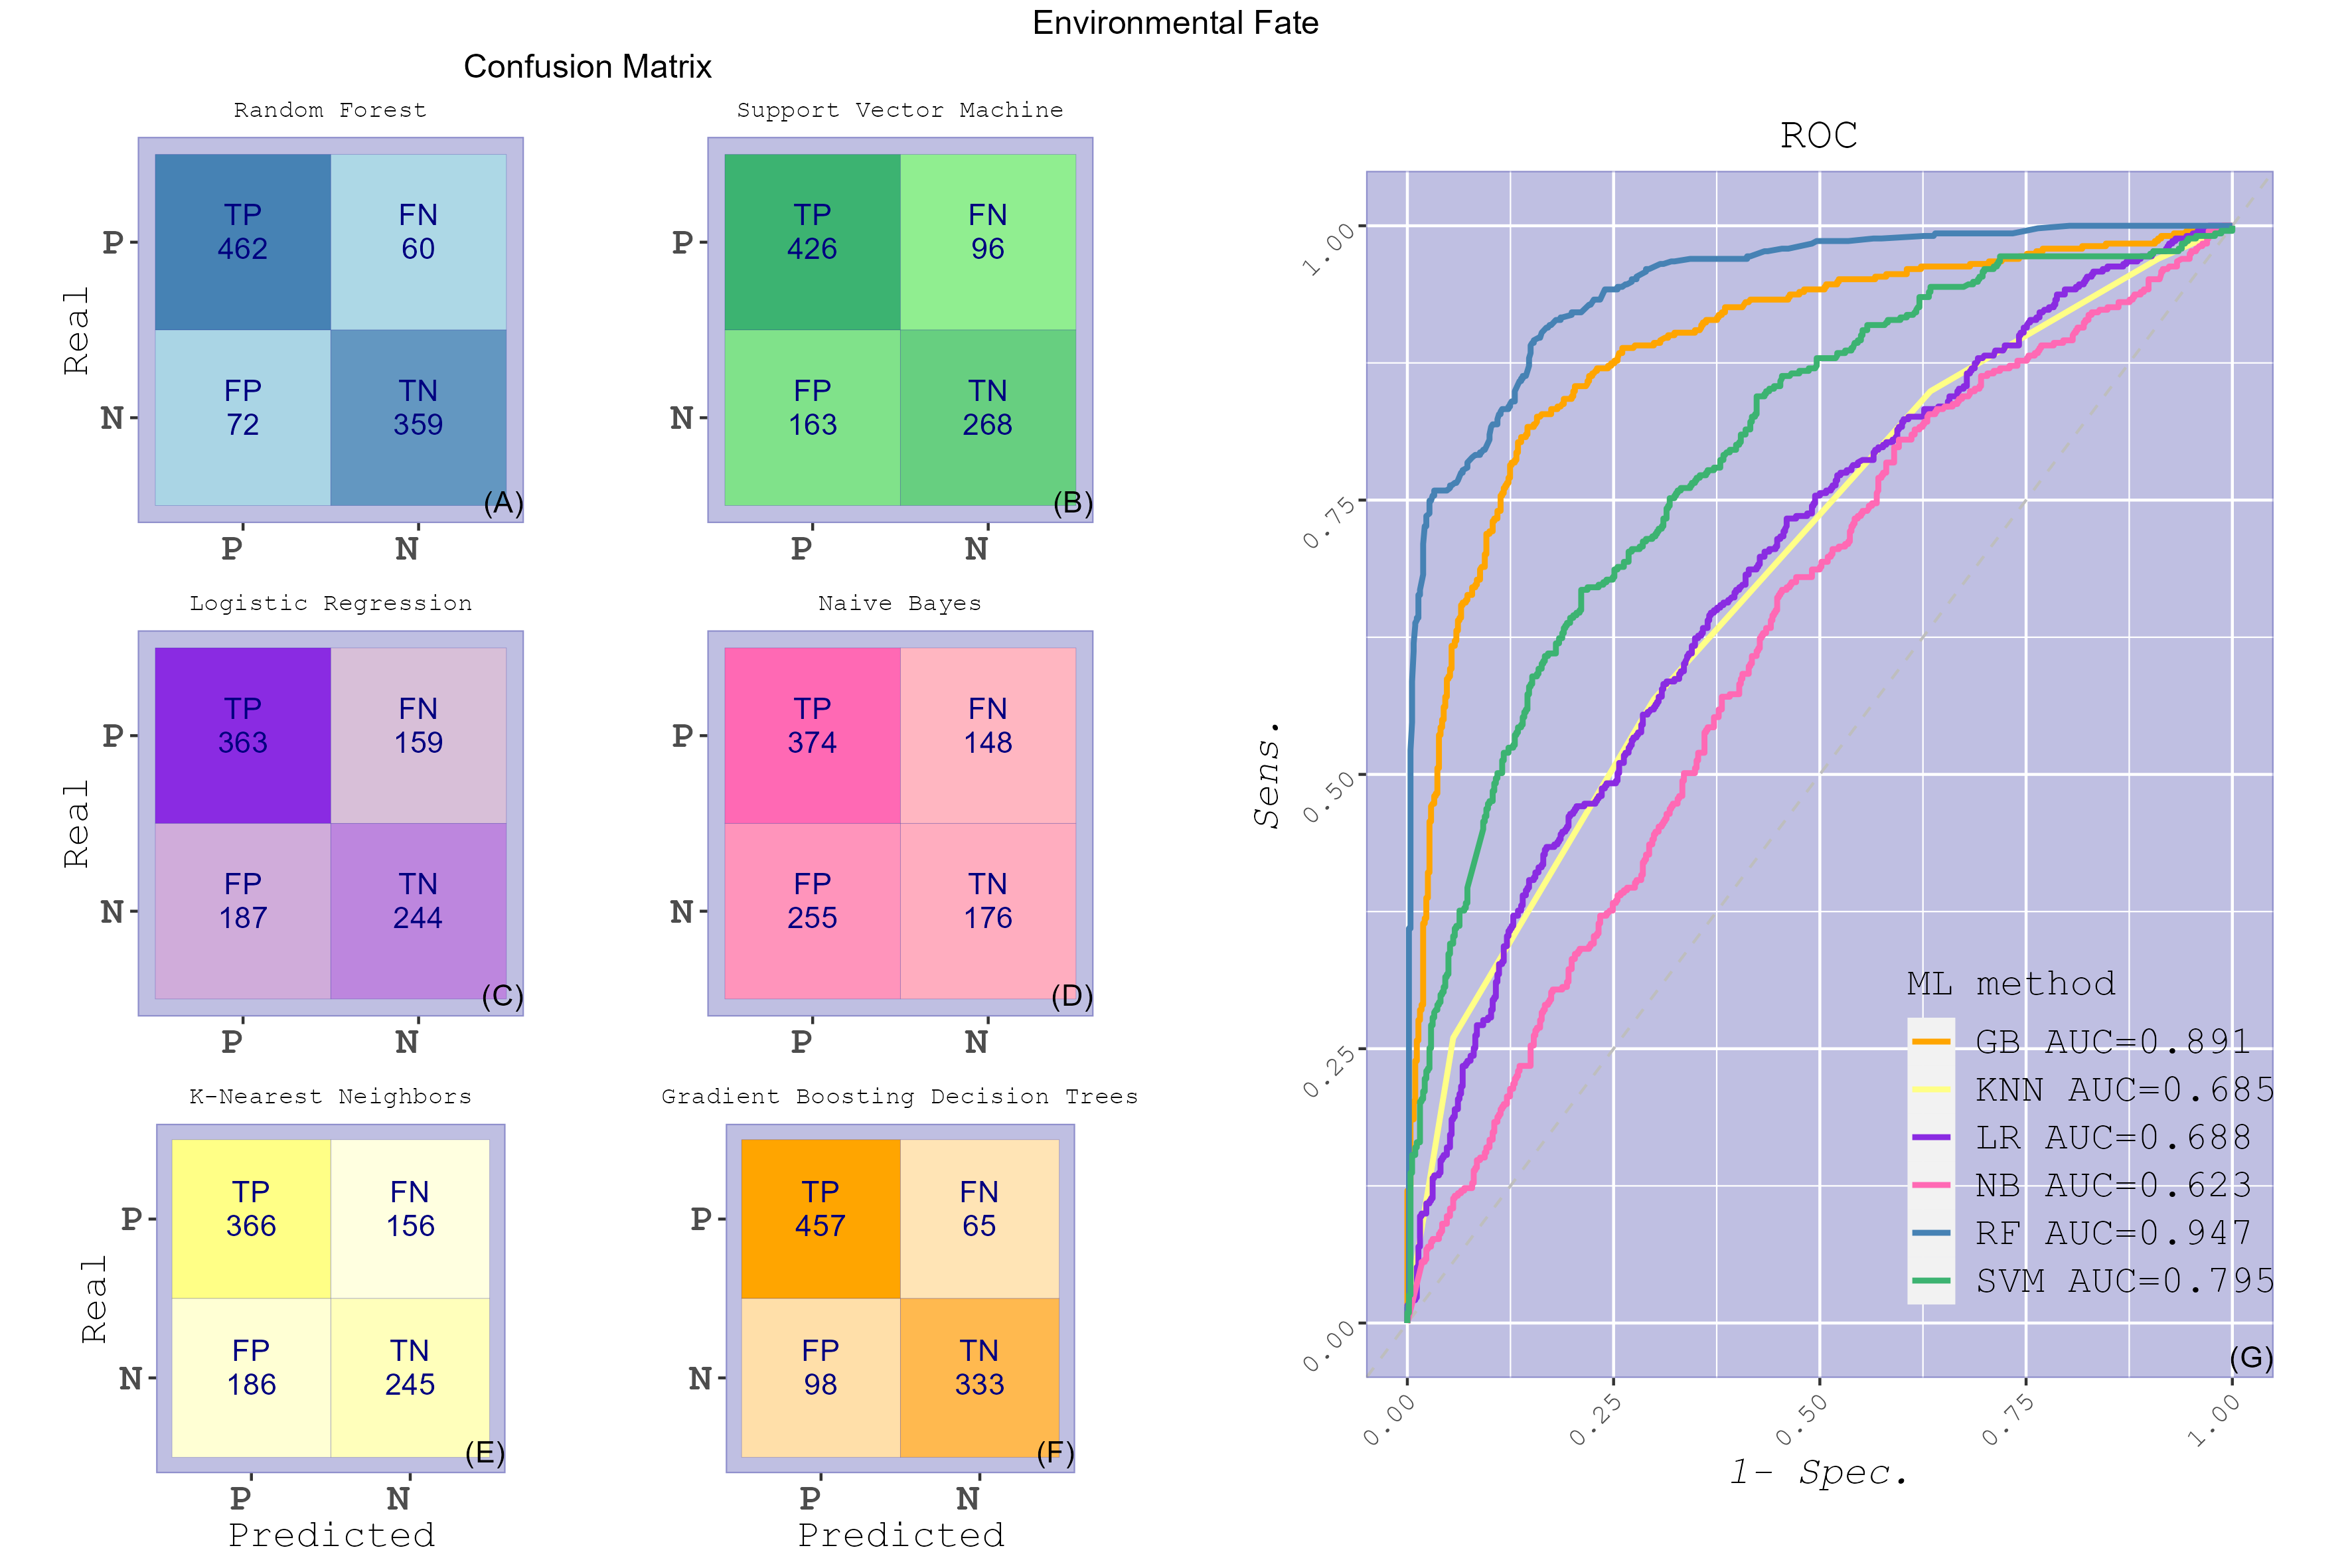 Environmental Fate
Confusion Matrix
Random Forest
Real
P
N
TP
462
FN
60
FP
72
TN
359
(A)
P N
Support Vector Machine
P
N
TP
426
FN
96
FP
163
TN
268
(B)
P N
Logistic Regression
Real
P
N
TP
363
FN
159
FP
187
TN
244
(C)
P N
Naive Bayes
P
N
TP
374
FN
148
FP
255
TN
176
(D)
P N
K-Nearest Neighbors
Real
P
N
TP
366
FN
156
FP
186
TN
245
(E)
P N
Predicted
Gradient Boosting Decision Trees
P
N
TP
457
FN
65
FP
98
TN
333
(F)
P N
Predicted
ROC
Sens.
1.00
0.75
0.50
0.25
0.00
ML method
GB AUC=0.891
KNN AUC=0.685
LR AUC=0.688
NB AUC=0.623
RF AUC=0.947
SVM AUC=0.795
(G)
0.00 0.25 0.50 0.75 1.00
1- Spec.